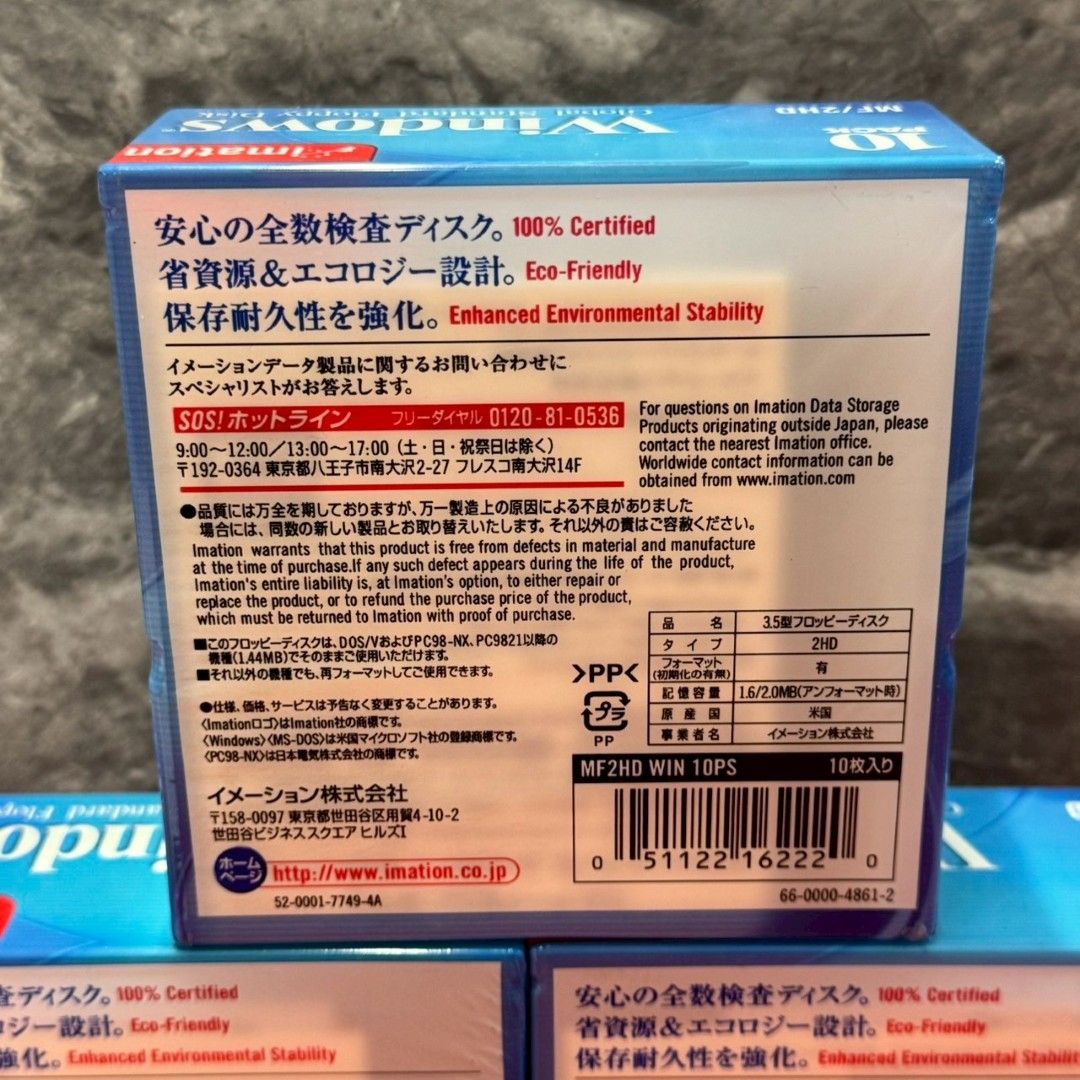 MF/2HD
10
PACK
Windows
Global Standard Floppy Disk
imation
安心の全数検査ディスク。100% Certified
省資源&エコロジー設計。Eco-Friendly
保存耐久性を強化。Enhanced Environmental Stability
イメーションデータ製品に関するお問い合わせに
スペシャリストがお答えします。
SOS!ホットライン フリーダイヤル 0120-81-0536
9:00〜12:00/13:00〜17:00(土・日・祝祭日は除く)
〒192-0364 東京都八王子市南大沢2-27 フレスコ南大沢14F
For questions on Imation Data Storage
Products originating outside Japan, please
contact the nearest Imation office.
Worldwide contact information can be
obtained from www.imation.com
●品質には万全を期しておりますが、万一製造上の原因による不良がありました
場合には、同数の新しい製品とお取り替えいたします。それ以外の責はご容赦ください。
Imation warrants that this product is free from defects in material and manufacture
at the time of purchase.If any such defect appears during the life of the product,
Imation's entire liability is, at Imation's option, to either repair or
replace the product, or to refund the purchase price of the product,
which must be returned to Imation with proof of purchase.
■このフロッピーディスクは、DOS/VおよびPC98-NX、PC9821以降の
機種(1.44MB)でそのままご使用いただけます。
■それ以外の機種でも、再フォーマットしてご使用できます。
●仕様、価格、サービスは予告なく変更することがあります。
〈Imationロゴ〉はImation社の商標です。
〈Windows〉〈MS-DOS〉は米国マイクロソフト社の登録商標です。
〈PC98-NX〉は日本電気株式会社の商標です。
>PP<
プラ
PP
品名 3.5型フロッピーディスク
タイプ 2HD
フォーマット(初期化の有無) 有
記憶容量 1.6/2.0MB(アンフォーマット時)
原産国 米国
事業者名 イメーション株式会社
イメーション株式会社
〒158-0097 東京都世田谷区用賀4-10-2
世田谷ビジネススクエア ヒルズI
ホームページ http://www.imation.co.jp
52-0001-7749-4A
MF2HD WIN 10PS 10枚入り
0 51122 16222 0
66-0000-4861-2
Windows
Standard Flop
査ディスク。100% Certified
ロジー設計。Eco-Friendly
強化。Enhanced Environmental Stability
安心の全数検査ディスク。100% Certified
省資源&エコロジー設計。Eco-Friendly
保存耐久性を強化。Enhanced Environmental Stabilit